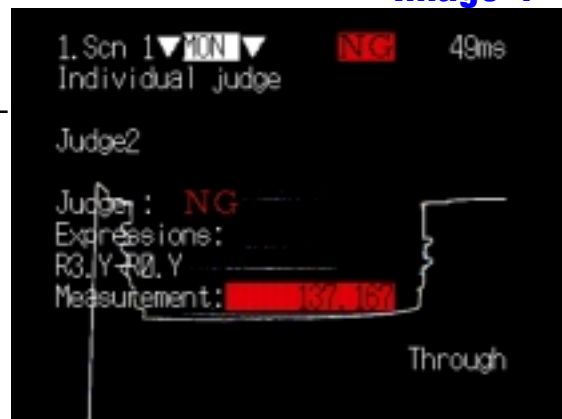 1.Scn 1▼MON▼ NG 49ms
Individual judge
Judge2
Judge : NG
Expressions:
R3.Y-R0.Y
Measurement: 137.167
Through